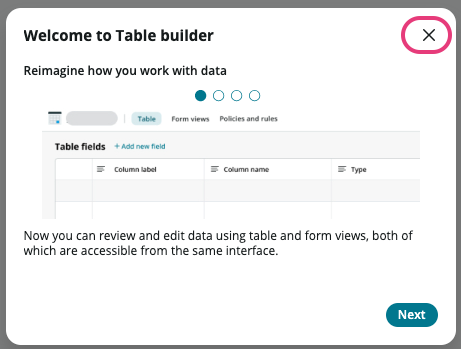 Welcome to Table builder
Reimagine how you work with data
Table Form views Policies and rules
Table fields + Add new field
Column label Column name Type
Now you can review and edit data using table and form views, both of
which are accessible from the same interface.
Next